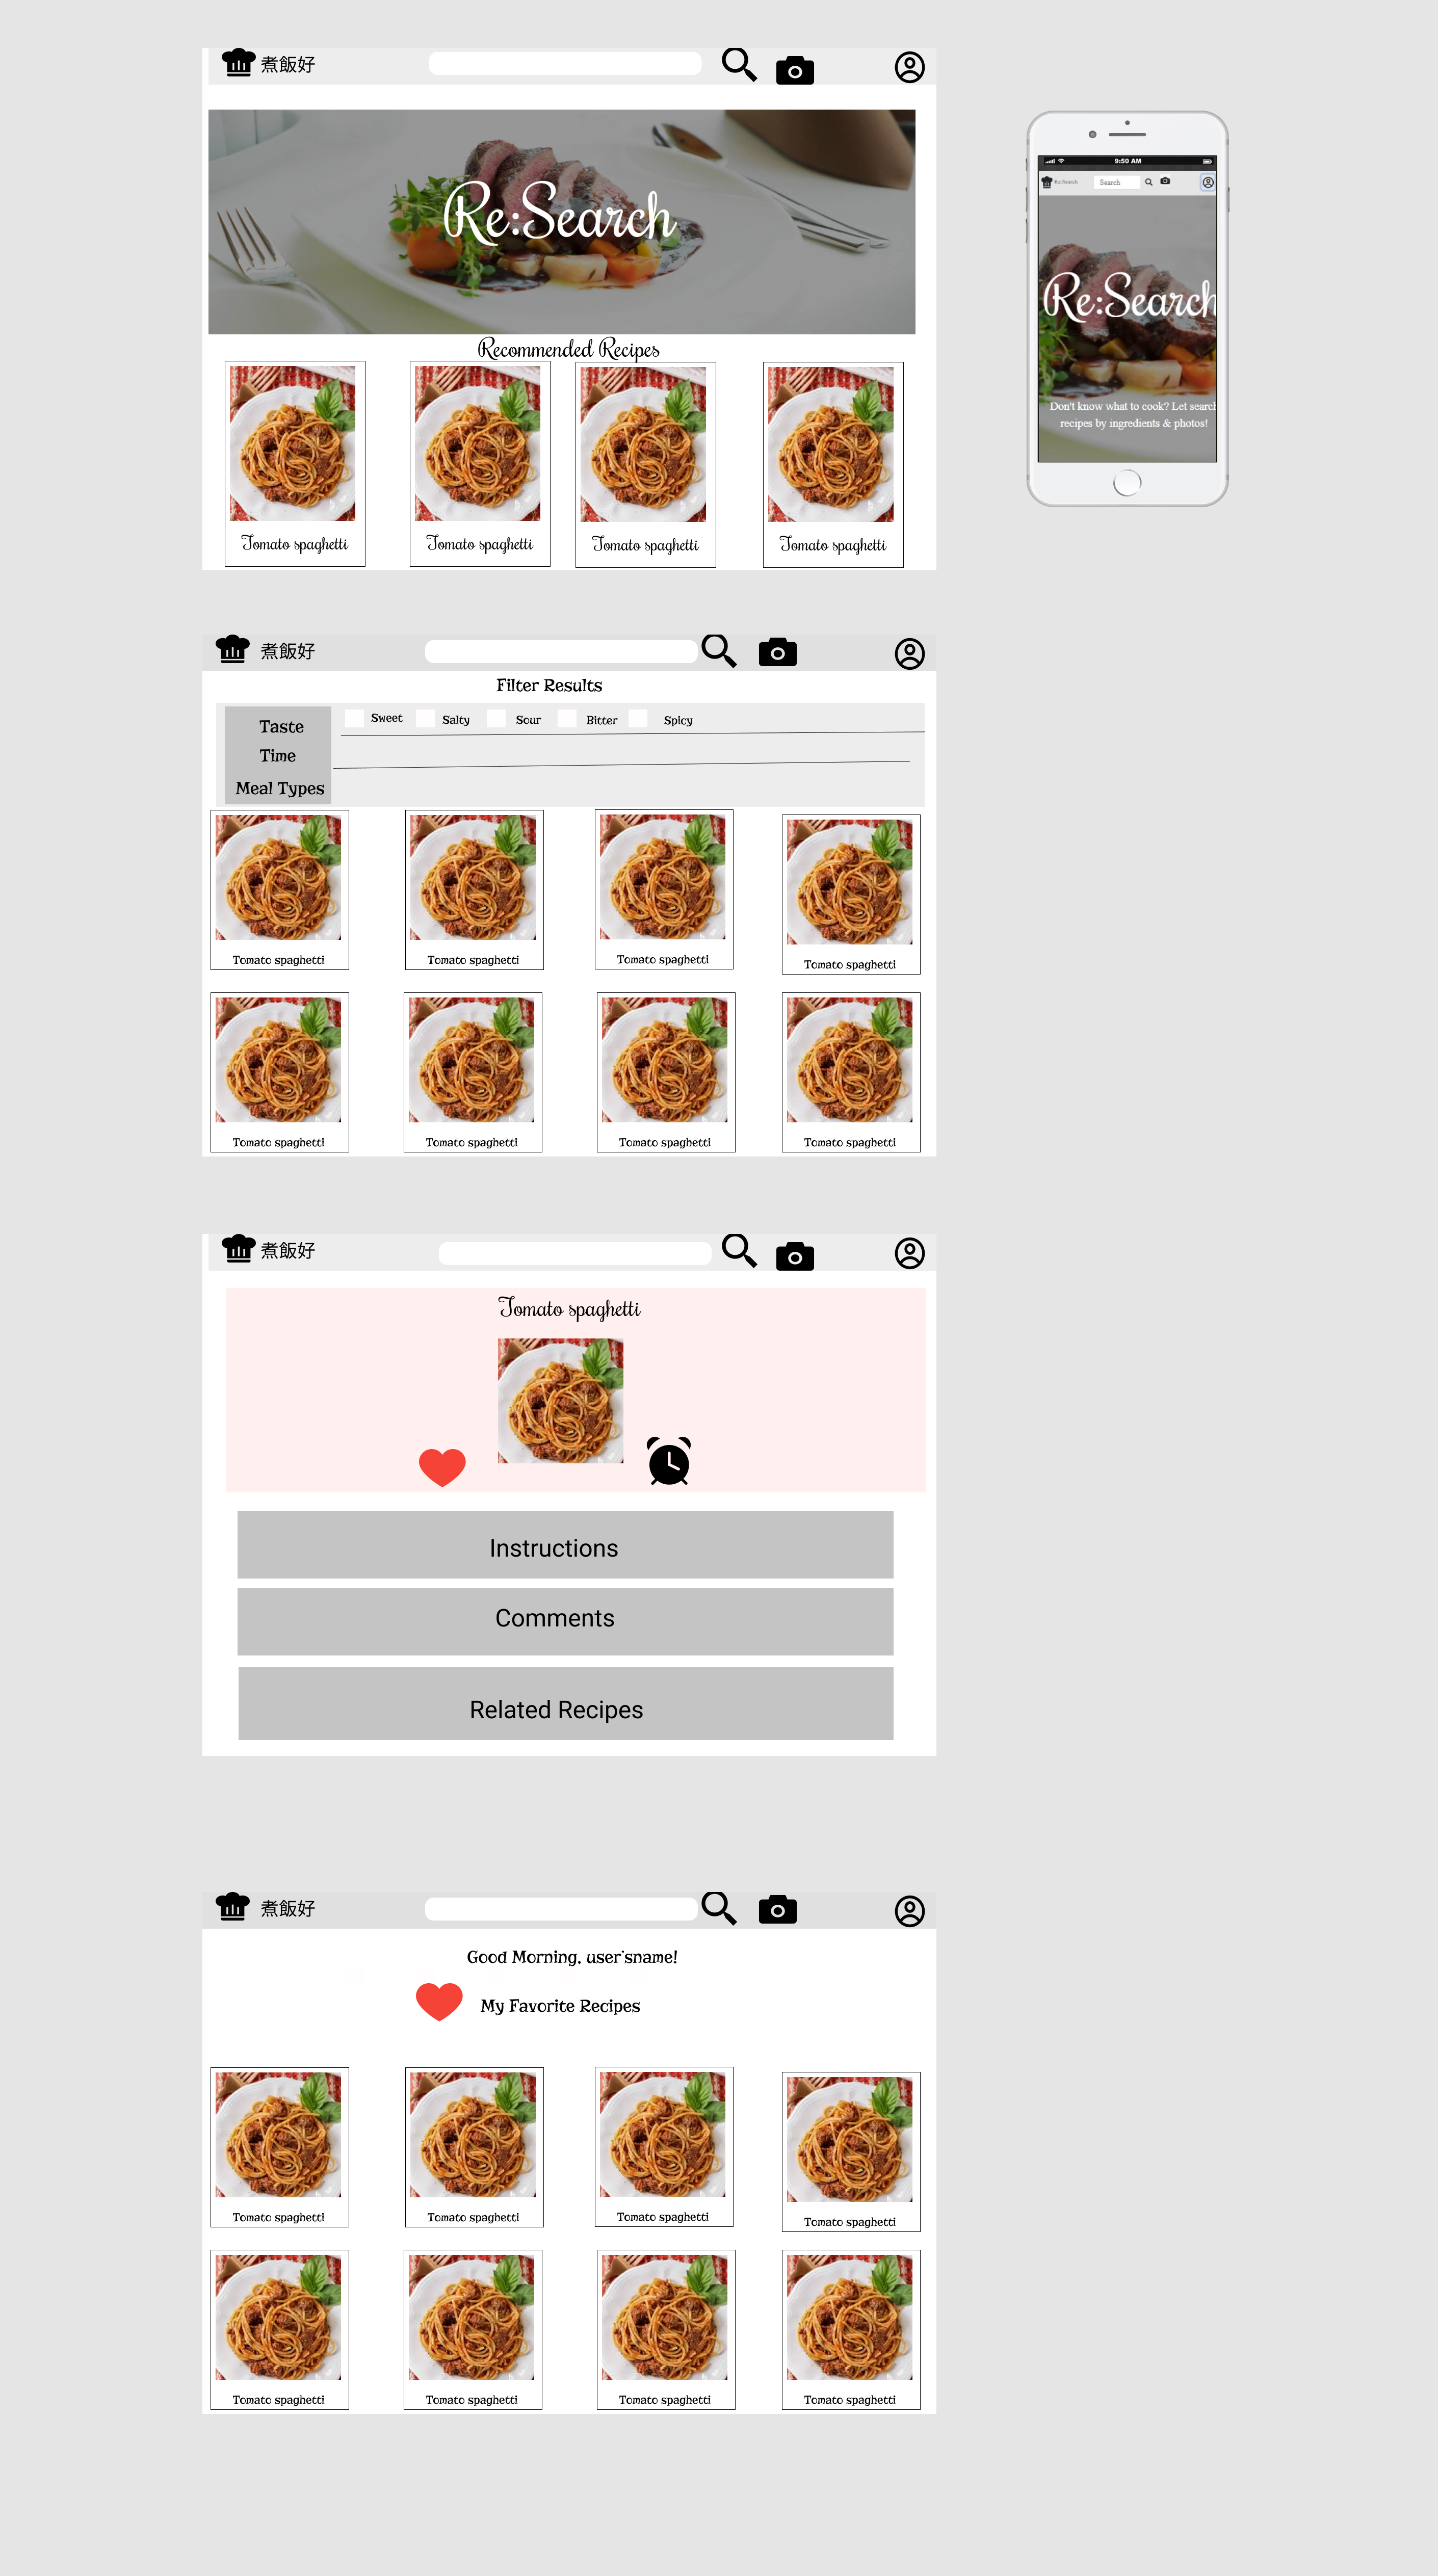 煮飯好
Re:Search
Recommended Recipes
Tomato spaghetti
Tomato spaghetti
Tomato spaghetti
Tomato spaghetti
9:50 AM
Re:Search
Search
Re:Search
Don't know what to cook? Let search
recipes by ingredients & photos!
煮飯好
Filter Results
Taste
Sweet
Salty
Sour
Bitter
Spicy
Time
Meal Types
Tomato spaghetti
Tomato spaghetti
Tomato spaghetti
Tomato spaghetti
Tomato spaghetti
Tomato spaghetti
Tomato spaghetti
Tomato spaghetti
煮飯好
Tomato spaghetti
Instructions
Comments
Related Recipes
煮飯好
Good Morning, user'sname!
My Favorite Recipes
Tomato spaghetti
Tomato spaghetti
Tomato spaghetti
Tomato spaghetti
Tomato spaghetti
Tomato spaghetti
Tomato spaghetti
Tomato spaghetti